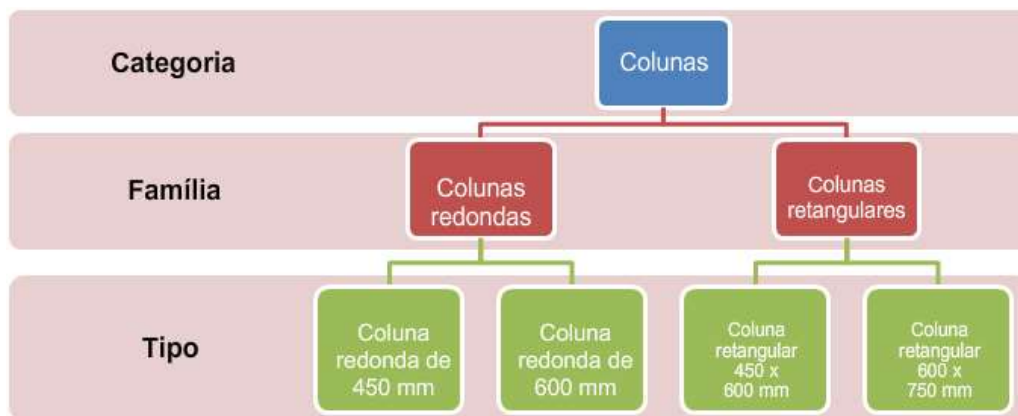 Categoria
Colunas
Família
Colunas
redondas
Colunas
retangulares
Tipo
Coluna
redonda de
450 mm
Coluna
redonda de
600 mm
Coluna
retangular
450 x
600 mm
Coluna
retangular
600 x
750 mm